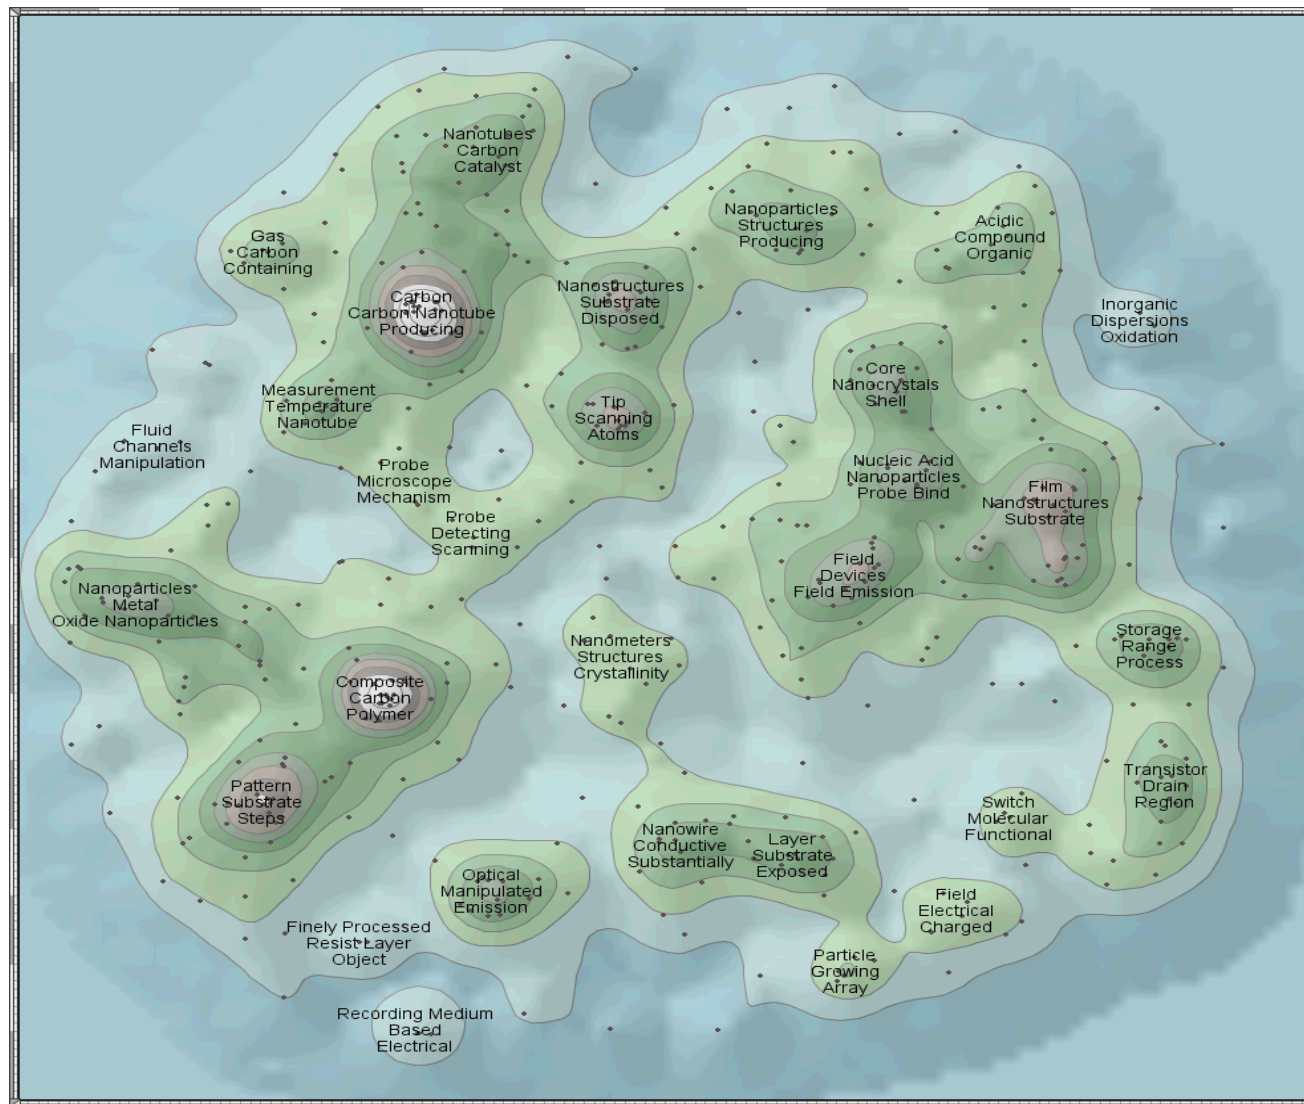 Nanotubes
Carbon
Catalyst
Nanoparticles
Structures
Producing
Acidic
Compound
Organic
Gas
Carbon
Containing
Carbon
Carbon Nanotube
Producing
Nanostructures
Substrate
Disposed
Inorganic
Dispersions
Oxidation
Core
Nanocrystals
Shell
Measurement
Temperature
Nanotube
Tip
Scanning
Atoms
Fluid
Channels
Manipulation
Probe
Microscope
Mechanism
Nucleic Acid
Nanoparticles
Probe Bind
Film
Nanostructures
Substrate
Probe
Detecting
Scanning
Field
Devices
Field Emission
Nanoparticles
Metal
Oxide Nanoparticles
Nanometers
Structures
Crystallinity
Storage
Range
Process
Composite
Carbon
Polymer
Pattern
Substrate
Steps
Transistor
Drain
Region
Switch
Molecular
Functional
Nanowire
Conductive
Substantially
Layer
Substrate
Exposed
Optical
Manipulated
Emission
Field
Electrical
Charged
Finely Processed
Resist Layer
Object
Particle
Growing
Array
Recording Medium
Based
Electrical